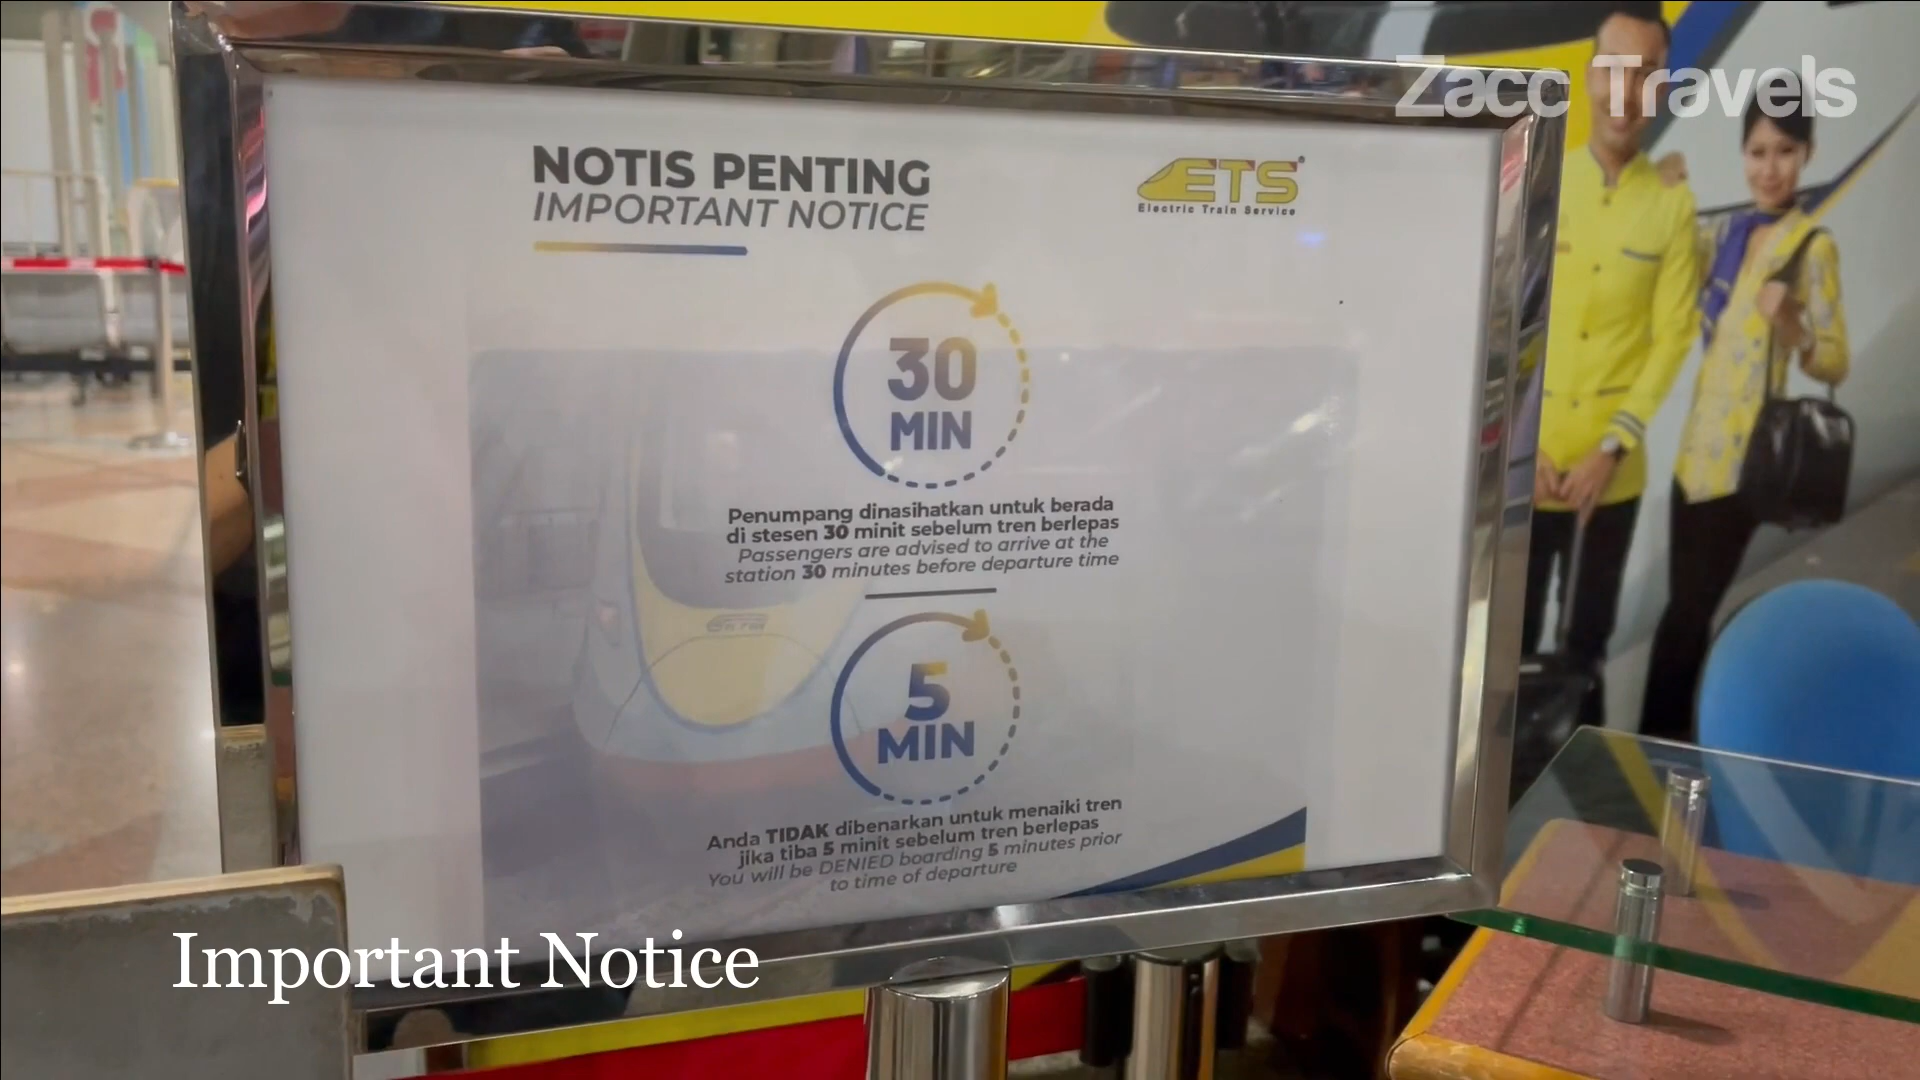 Zacc Travels
NOTIS PENTING
IMPORTANT NOTICE
ETS®
Electric Train Service
30
MIN
Penumpang dinasihatkan untuk berada
di stesen 30 minit sebelum tren berlepas
Passengers are advised to arrive at the
station 30 minutes before departure time
5
MIN
Anda TIDAK dibenarkan untuk menaiki tren
jika tiba 5 minit sebelum tren berlepas
You will be DENIED boarding 5 minutes prior
to time of departure
Important Notice